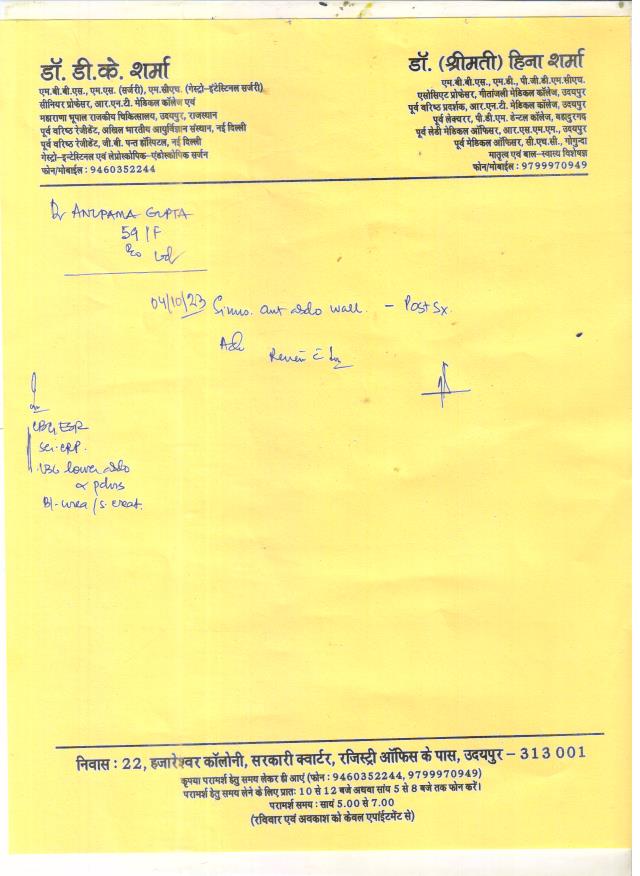 डॉ. डी.के. शर्मा
एम.बी.बी.एस., एम.एस. (सर्जरी), एम.सीएच. (गेस्ट्रो-इंटेस्टिनल सर्जरी)
सीनियर प्रोफेसर, आर.एन.टी. मेडिकल कॉलेज एवं
महाराणा भूपाल राजकीय चिकित्सालय, उदयपुर, राजस्थान
पूर्व वरिष्ठ रेजीडेंट, अखिल भारतीय आयुर्विज्ञान संस्थान, नई दिल्ली
पूर्व वरिष्ठ रेजीडेंट, जी.बी. पन्त हॉस्पिटल, नई दिल्ली
गेस्ट्रो-इन्टेस्टिनल एवं लेप्रोस्कोपिक-एंडोस्कोपिक सर्जन
फोन/मोबाईल : 9460352244
डॉ. (श्रीमती) हिना शर्मा
एम.बी.बी.एस., एम.डी., पी.जी.डी.एम.सीएच.
एसोसिएट प्रोफेसर, गीतांजली मेडिकल कॉलेज, उदयपुर
पूर्व वरिष्ठ प्रदर्शक, आर.एन.टी. मेडिकल कॉलेज, उदयपुर
पूर्व लेक्चरर, पी.डी.एम. डेन्टल कॉलेज, बहादुरगढ़
पूर्व लेडी मेडिकल ऑफिसर, आर.एस.एम.एम., उदयपुर
पूर्व मेडिकल ऑफिसर, सी.एच.सी., गोगुन्दा
मातृत्व एवं बाल-स्वास्थ्य विशेषज्ञ
फोन/मोबाईल : 9799970949
ANUPAMA GUPTA
59/F
04/10/23 Sinus. ant abdo wall. - Post Sx.
Adv
CBC, ESR
CRP.
USG lower abdo
& pelvis
Bl. urea / s. creat.
निवास : 22, हजारेश्वर कॉलोनी, सरकारी क्वार्टर, रजिस्ट्री ऑफिस के पास, उदयपुर - 313 001
कृपया परामर्श हेतु समय लेकर ही आएं (फोन : 9460352244, 9799970949)
परामर्श हेतु समय लेने के लिए प्रातः 10 से 12 बजे अथवा सांय 5 से 8 बजे तक फोन करें।
परामर्श समय : सायं 5.00 से 7.00
(रविवार एवं अवकाश को केवल एपॉईंटमेंट से)